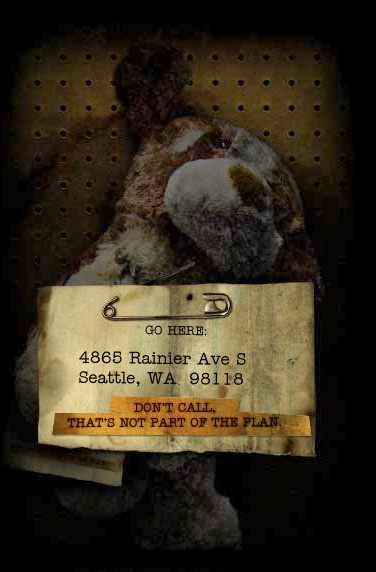 GO HERE:
4865 Rainier Ave S
Seattle, WA 98118
DON'T CALL,
THAT'S NOT PART OF THE PLAN.